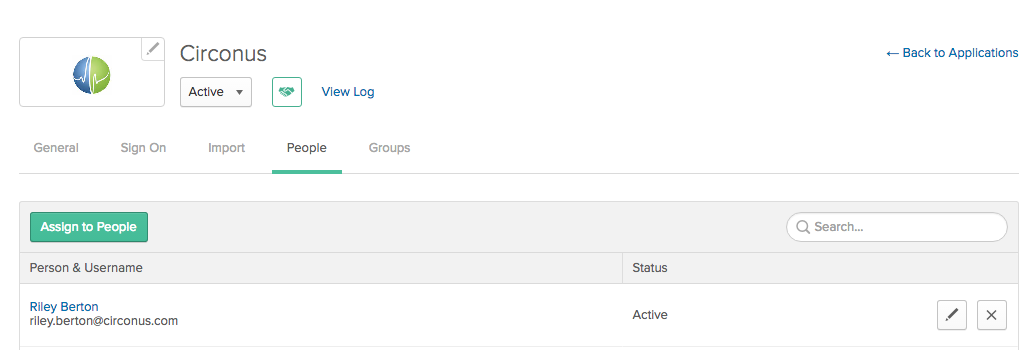 Circonus
← Back to Applications
Active
View Log
General
Sign On
Import
People
Groups
Assign to People
Search...
Person & Username
Status
Riley Berton
riley.berton@circonus.com
Active